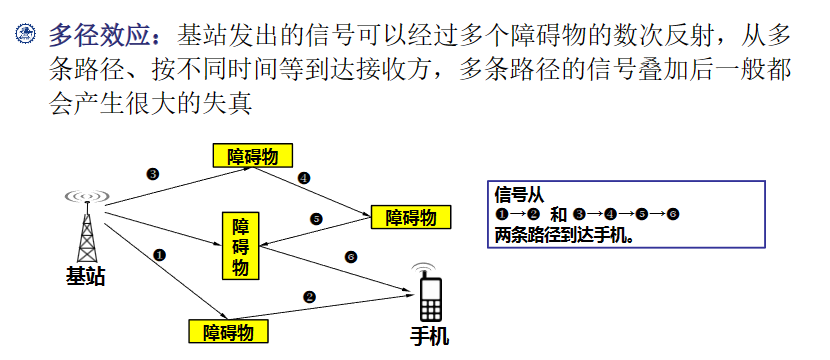 多径效应：基站发出的信号可以经过多个障碍物的数次反射，从多
条路径、按不同时间等到达接收方，多条路径的信号叠加后一般都
会产生很大的失真
障碍物
❸
❹
障碍物
❺
障碍物
基站
❶
❻
❷
障碍物
手机
信号从
❶→❷ 和 ❸→❹→❺→❻
两条路径到达手机。